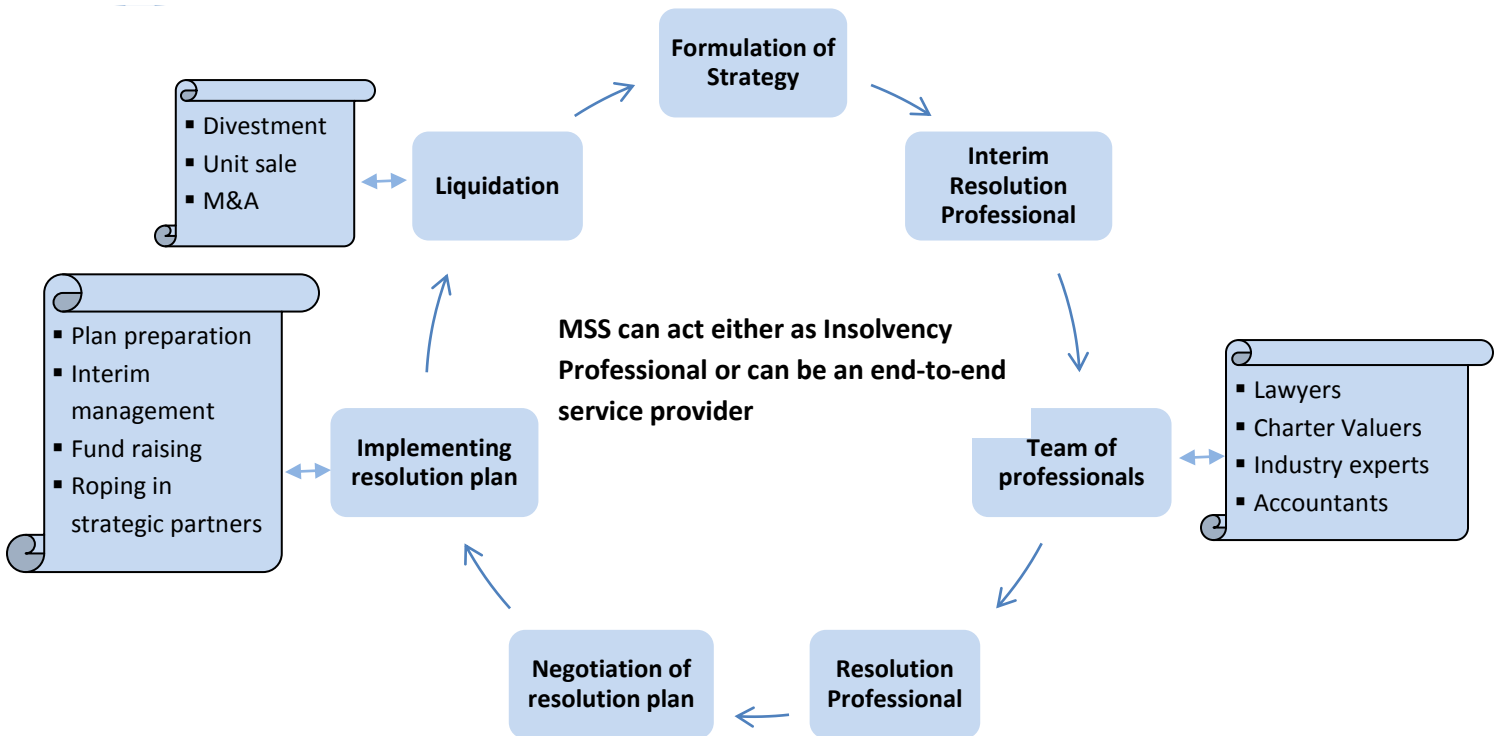 Formulation of
Strategy
Interim
Resolution
Professional
Team of
professionals
▪ Lawyers
▪ Charter Valuers
▪ Industry experts
▪ Accountants
Resolution
Professional
Negotiation of
resolution plan
Implementing
resolution plan
▪ Plan preparation
▪ Interim
management
▪ Fund raising
▪ Roping in
strategic partners
Liquidation
▪ Divestment
▪ Unit sale
▪ M&A
MSS can act either as Insolvency
Professional or can be an end-to-end
service provider